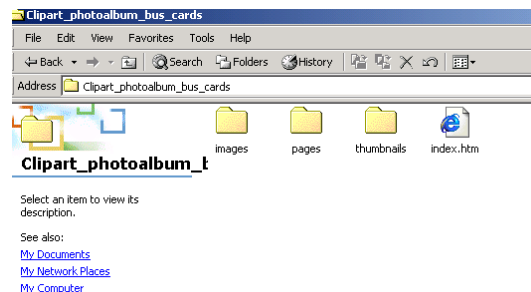 Clipart_photoalbum_bus_cards
File Edit View Favorites Tools Help
Back Search Folders History
Address Clipart_photoalbum_bus_cards
images pages thumbnails index.htm
Clipart_photoalbum_b
Select an item to view its
description.
See also:
My Documents
My Network Places
My Computer